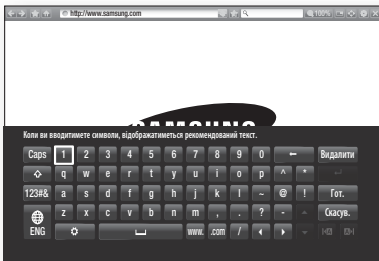 http://www.samsung.com 100%
SAMSUNG
Коли ви вводитимете символи, відображатиметься рекомендований текст.
Caps 1 2 3 4 5 6 7 8 9 0 Видалити
q w e r t y u i o p ^ *
123#& a s d f g h j k l ~ @ ! Гот.
z x c v b n m , . ? - Скасув.
ENG www. .com /